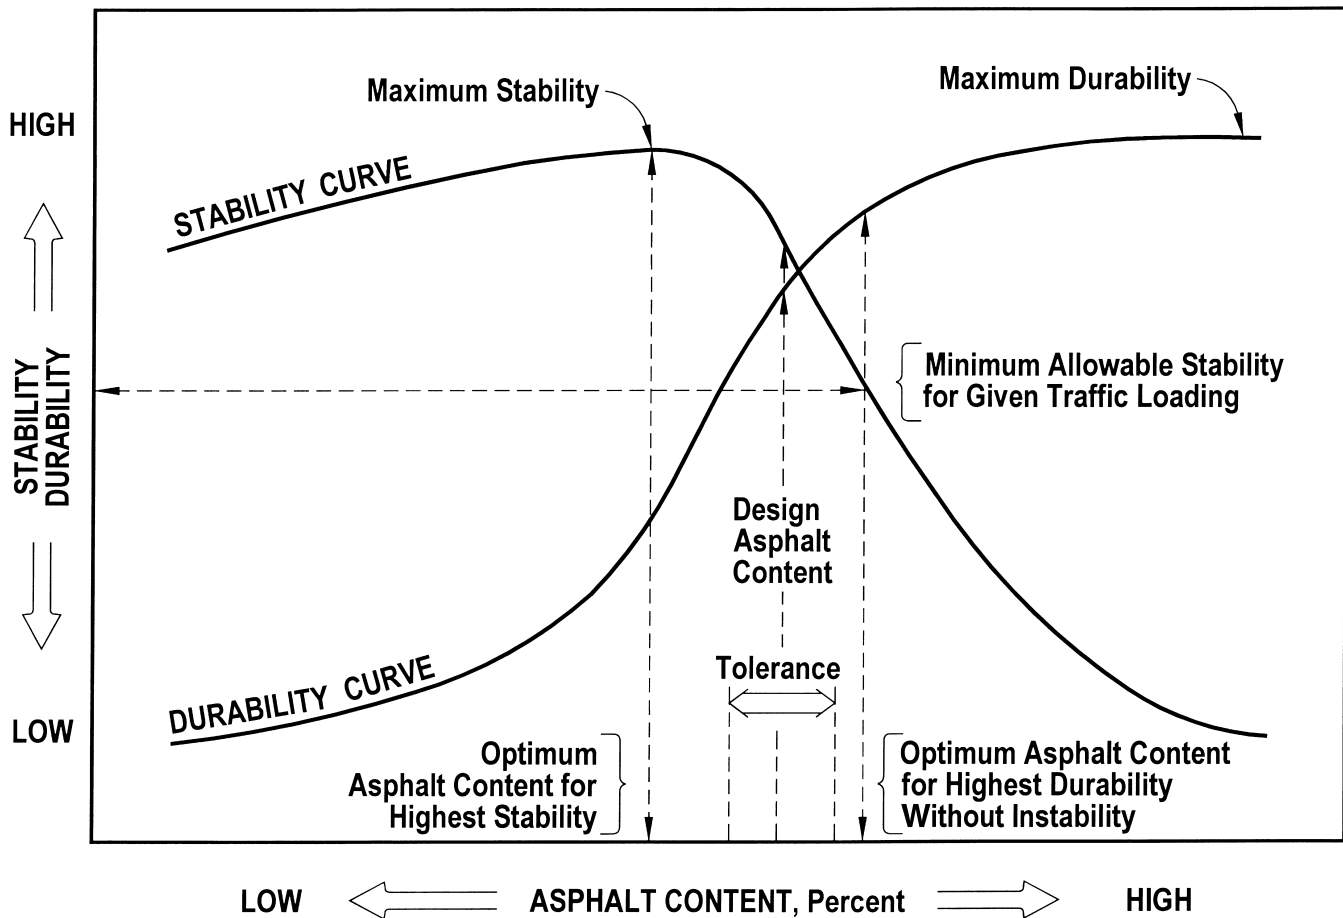 Maximum Stability
Maximum Durability
HIGH
STABILITY CURVE
STABILITY
DURABILITY
Minimum Allowable Stability
for Given Traffic Loading
Design
Asphalt
Content
Tolerance
DURABILITY CURVE
LOW
Optimum
Asphalt Content for
Highest Stability
Optimum Asphalt Content
for Highest Durability
Without Instability
LOW
ASPHALT CONTENT, Percent
HIGH